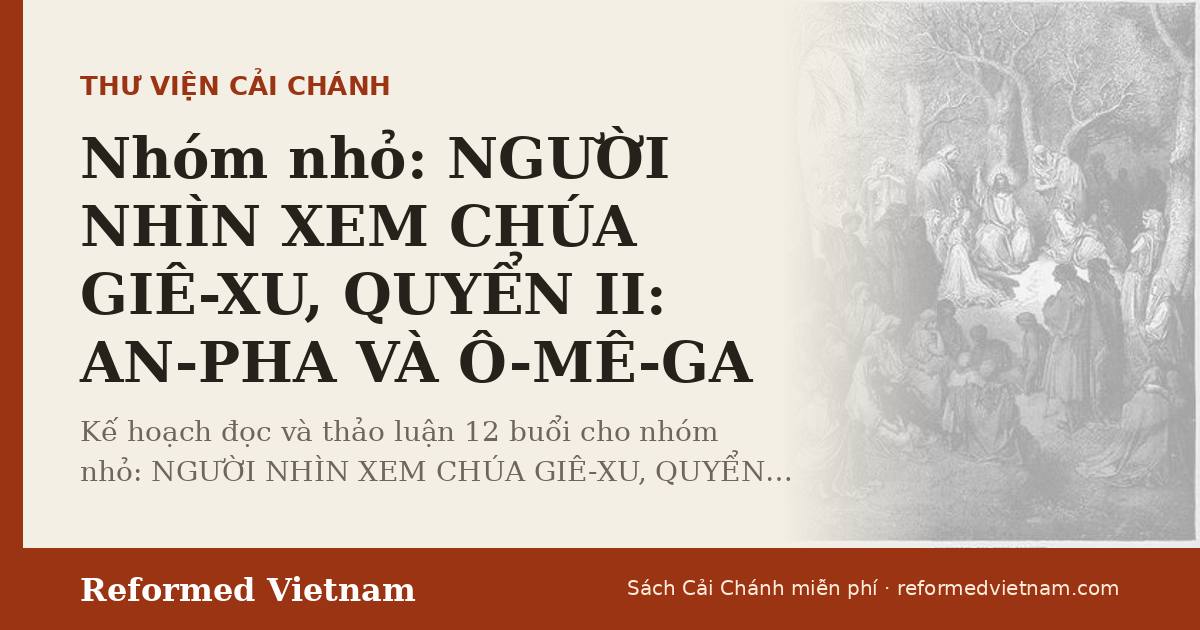 THƯ VIỆN CẢI CHÁNH
Nhóm nhỏ: NGƯỜI
NHÌN XEM CHÚA
GIÊ-XU, QUYỂN II:
AN-PHA VÀ Ô-MÊ-GA
Kế hoạch đọc và thảo luận 12 buổi cho nhóm
nhỏ: NGƯỜI NHÌN XEM CHÚA GIÊ-XU, QUYỂN...
Reformed Vietnam
Sách Cải Chánh miễn phí · reformedvietnam.com